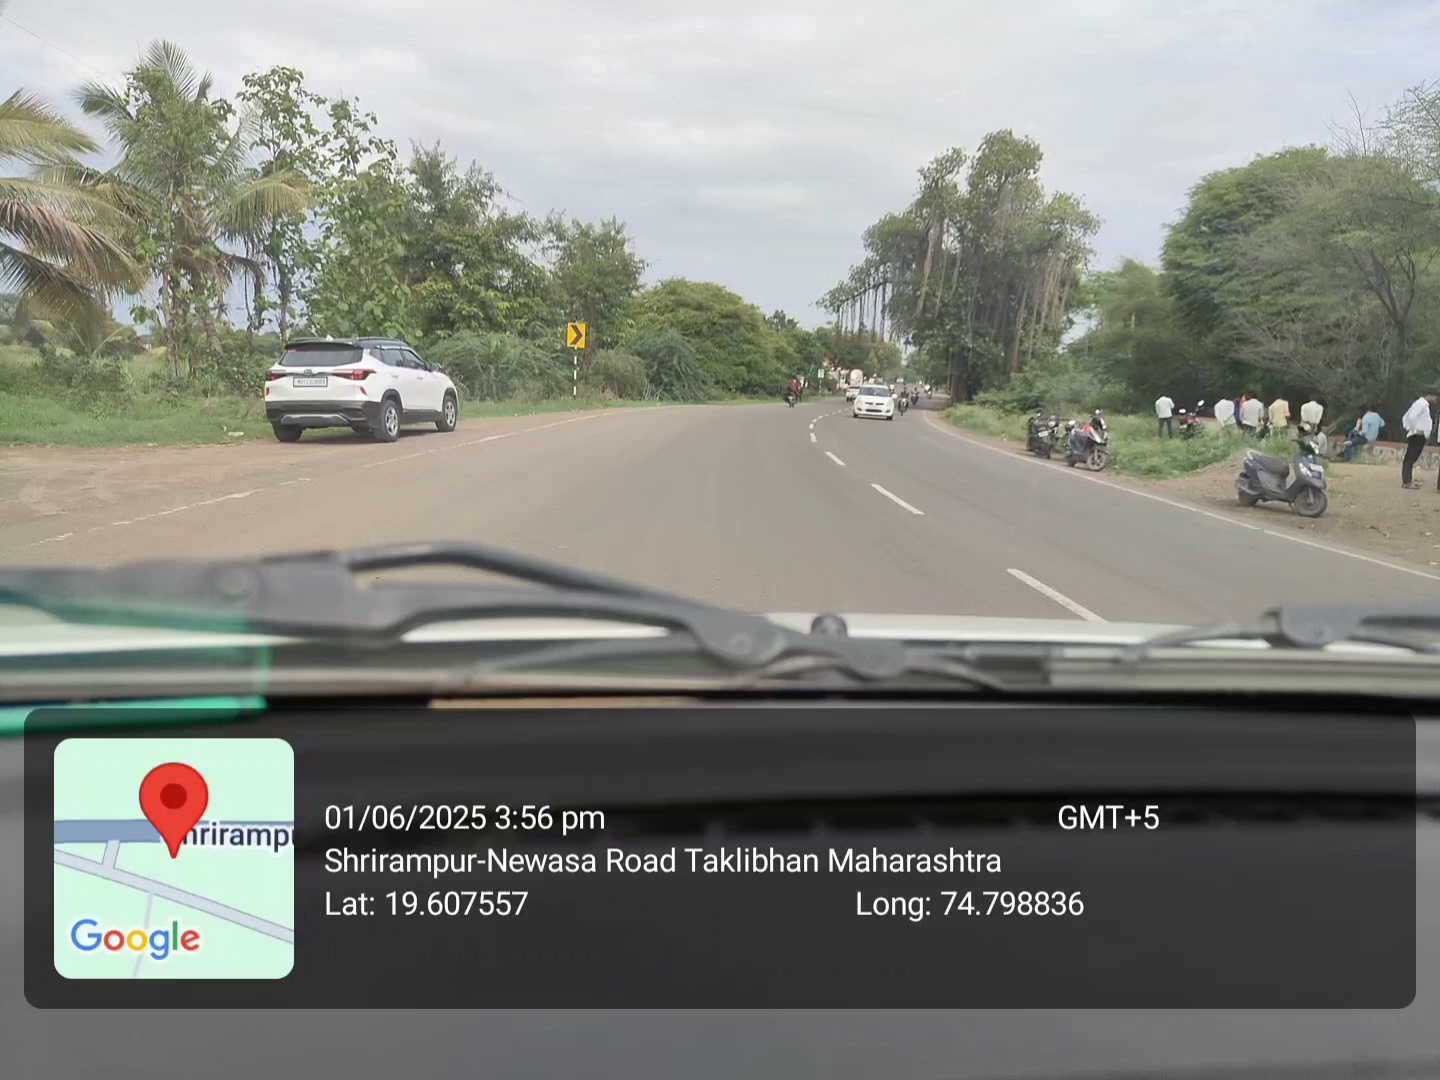 01/06/2025 3:56 pm GMT+5
Shrirampur-Newasa Road Taklibhan Maharashtra
Lat: 19.607557 Long: 74.798836
Google